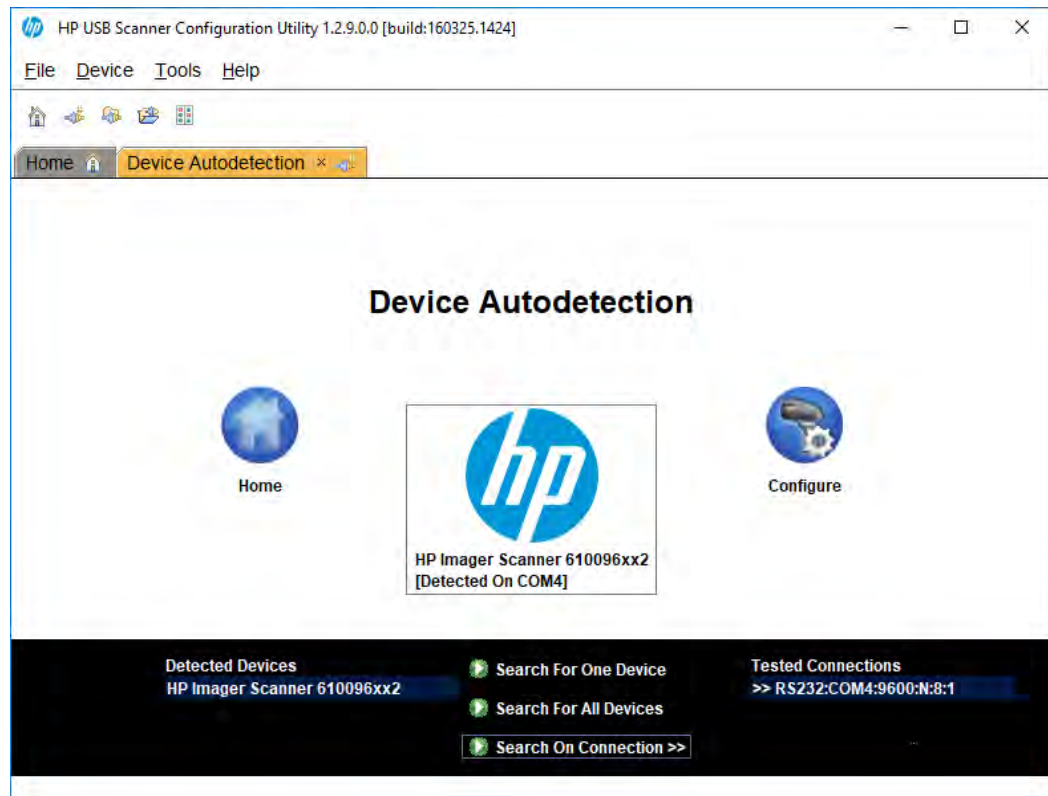 HP USB Scanner Configuration Utility 1.2.9.0.0 [build:160325.1424]
File Device Tools Help
Home Device Autodetection ×
Device Autodetection
hp
Home
Configure
HP Imager Scanner 610096xx2
[Detected On COM4]
Detected Devices
HP Imager Scanner 610096xx2
Search For One Device
Search For All Devices
Search On Connection >>
Tested Connections
>> RS232:COM4:9600:N:8:1